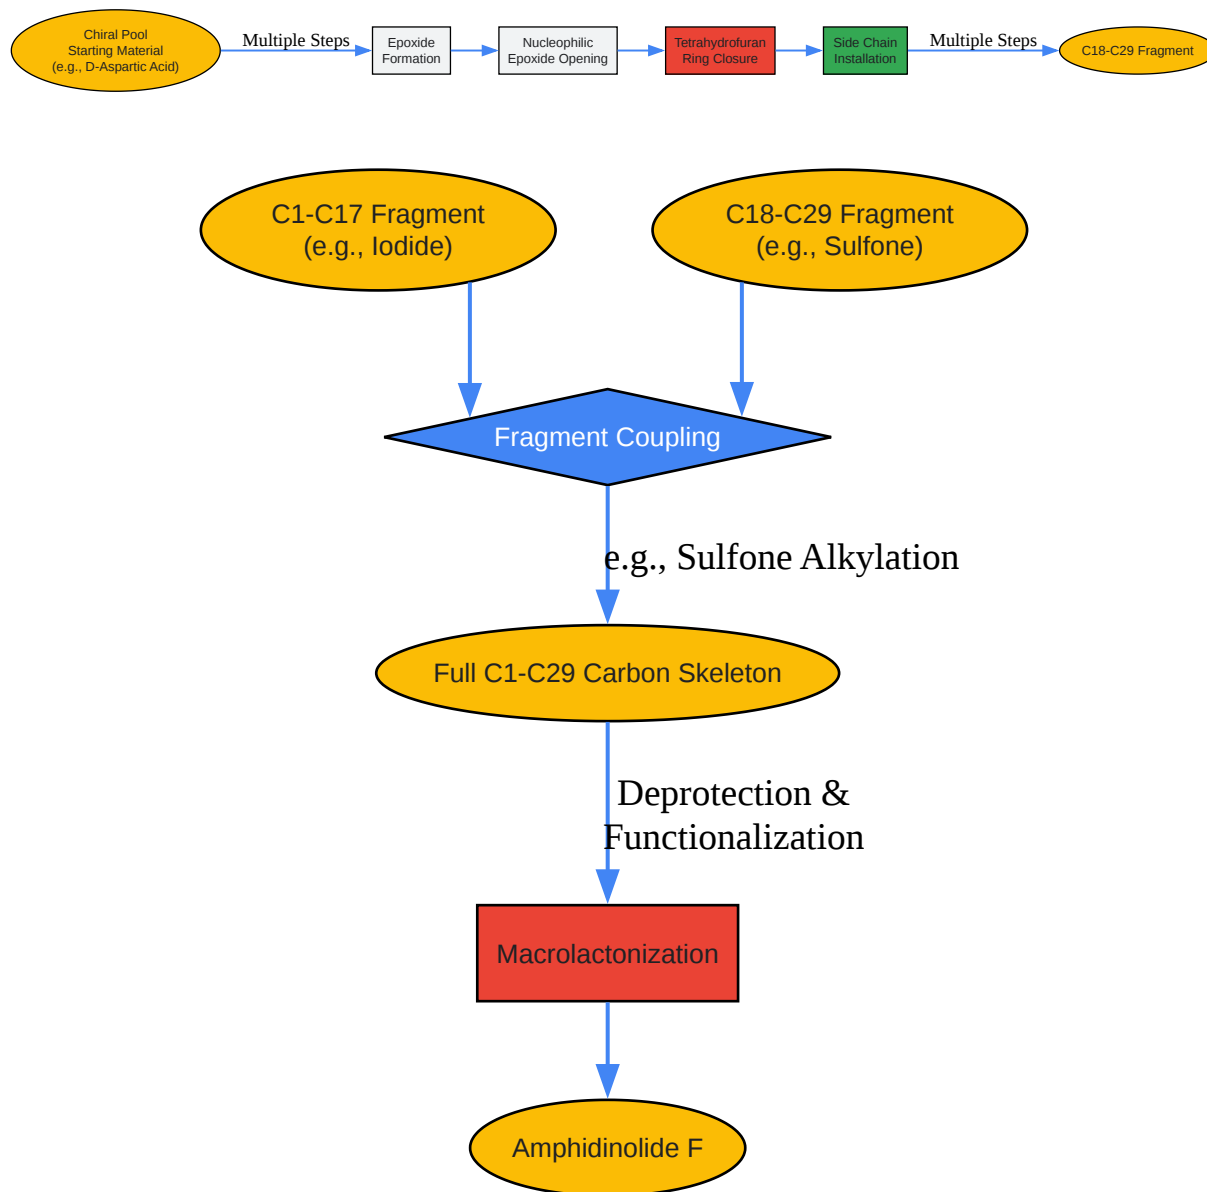 Chiral Pool
Starting Material
(e.g., D-Aspartic Acid)
Multiple Steps
Epoxide
Formation
Nucleophilic
Epoxide Opening
Tetrahydrofuran
Ring Closure
Side Chain
Installation
Multiple Steps
C18-C29 Fragment
C1-C17 Fragment
(e.g., Iodide)
C18-C29 Fragment
(e.g., Sulfone)
Fragment Coupling
e.g., Sulfone Alkylation
Full C1-C29 Carbon Skeleton
Deprotection &
Functionalization
Macrolactonization
Amphidinolide F